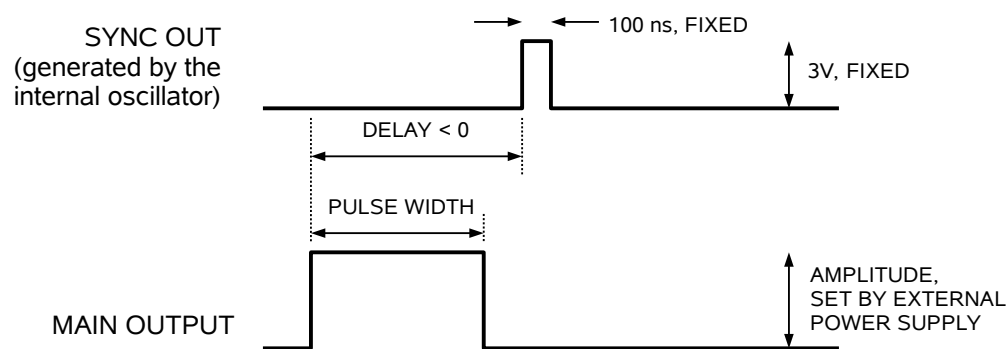 SYNC OUT
(generated by the
internal oscillator)
100 ns, FIXED
3V, FIXED
DELAY < 0
PULSE WIDTH
MAIN OUTPUT
AMPLITUDE,
SET BY EXTERNAL
POWER SUPPLY